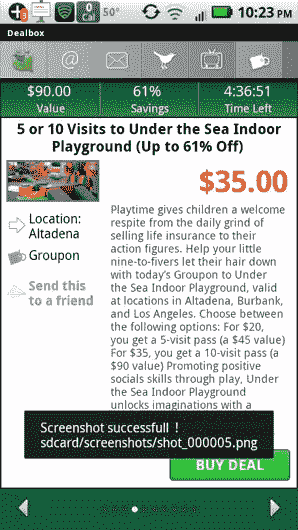 3
0
Cal
50°
10:23 PM
Dealbox
@
$90.00
61%
4:36:51
Value
Savings
Time Left
5 or 10 Visits to Under the Sea Indoor
Playground (Up to 61% Off)
$35.00
Location:
Altadena
Groupon
Send this
to a friend
Playtime gives children a welcome
respite from the daily grind of
selling life insurance to their
action figures. Help your little
nine-to-fivers let their hair down
with today's Groupon to Under
the Sea Indoor Playground, valid
at locations in Altadena, Burbank,
and Los Angeles. Choose between
the following options: For $20,
you get a 5-visit pass (a $45 value)
For $35, you get a 10-visit pass (a
$90 value) Promoting positive
socials skills through play, Under
the Sea Indoor Playground
unlocks imaginations with a
Screenshot successfull !
sdcard/screenshots/shot_000005.png
BUY DEAL